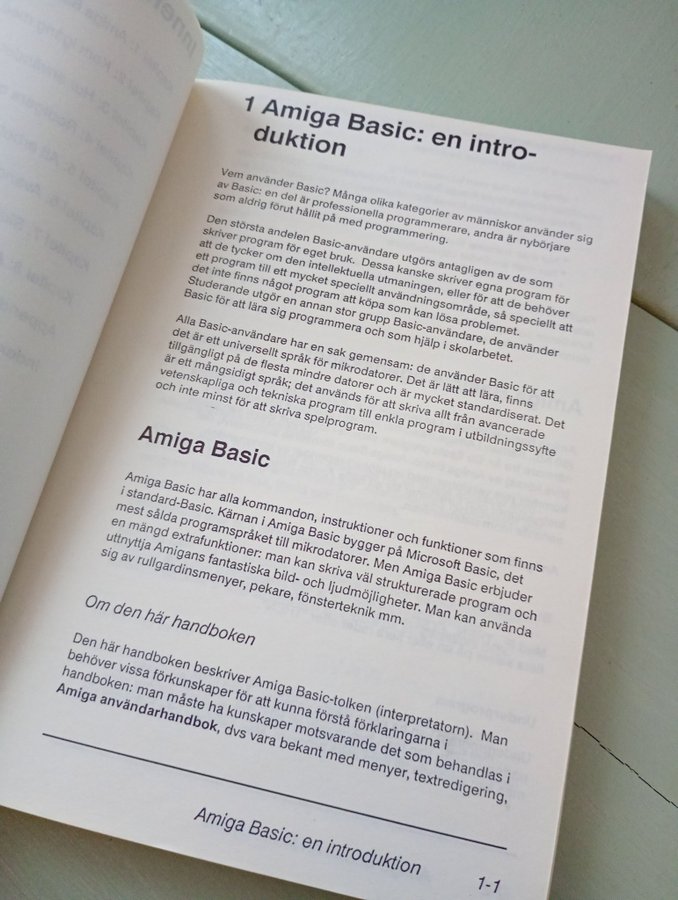 1 Amiga Basic: en intro-
duktion
Vem använder Basic? Många olika kategorier av människor använder sig
av Basic: en del är professionella programmerare, andra är nybörjare
som aldrig förut hållit på med programmering.
Den största andelen Basic-användare utgörs antagligen av de som
skriver program för eget bruk. Dessa kanske skriver egna program för
att de tycker om den intellektuella utmaningen, eller för att de behöver
ett program till ett mycket speciellt användningsområde, så speciellt att
det inte finns något program att köpa som kan lösa problemet.
Studerande utgör en annan stor grupp Basic-användare, de använder
Basic för att lära sig programmera och som hjälp i skolarbetet.
Alla Basic-användare har en sak gemensam: de använder Basic för att
det är ett universellt språk för mikrodatorer. Det är lätt att lära, finns
tillgängligt på de flesta mindre datorer och är mycket standardiserat. Det
är ett mångsidigt språk; det används för att skriva allt från avancerade
vetenskapliga och tekniska program till enkla program i utbildningssyfte
och inte minst för att skriva spelprogram.
Amiga Basic
Amiga Basic har alla kommandon, instruktioner och funktioner som finns
i standard-Basic. Kärnan i Amiga Basic bygger på Microsoft Basic, det
mest sålda programspråket till mikrodatorer. Men Amiga Basic erbjuder
en mängd extrafunktioner: man kan skriva väl strukturerade program och
uttnyttja Amigans fantastiska bild- och ljudmöjligheter. Man kan använda
sig av rullgardinsmenyer, pekare, fönsterteknik mm.
Om den här handboken
Den här handboken beskriver Amiga Basic-tolken (interpretatorn). Man
behöver vissa förkunskaper för att kunna förstå förklaringarna i
handboken: man måste ha kunskaper motsvarande det som behandlas i
Amiga användarhandbok, dvs vara bekant med menyer, textredigering,
Amiga Basic: en introduktion
1-1